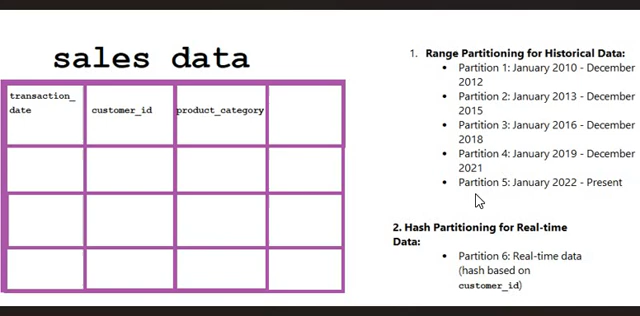 sales data
transaction_
date
customer_id
product_category
1. Range Partitioning for Historical Data:
• Partition 1: January 2010 - December
2012
• Partition 2: January 2013 - December
2015
• Partition 3: January 2016 - December
2018
• Partition 4: January 2019 - December
2021
• Partition 5: January 2022 - Present
2. Hash Partitioning for Real-time
Data:
• Partition 6: Real-time data
(hash based on
customer_id)